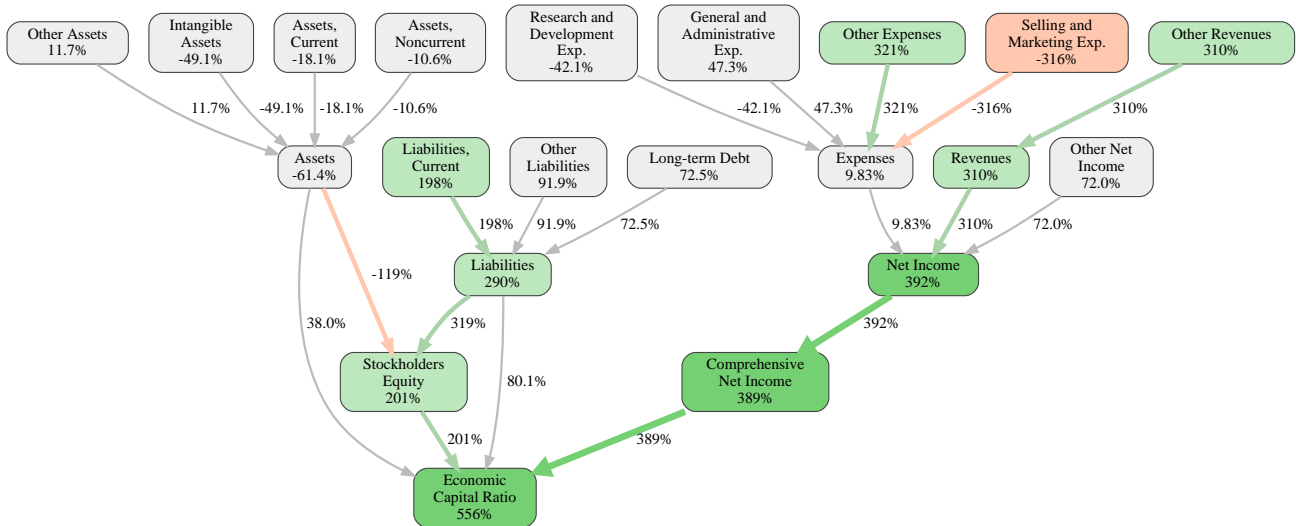 Other Assets
11.7%
Intangible
Assets
-49.1%
Assets,
Current
-18.1%
Assets,
Noncurrent
-10.6%
Research and
Development
Exp.
-42.1%
General and
Administrative
Exp.
47.3%
Other Expenses
321%
Selling and
Marketing Exp.
-316%
Other Revenues
310%
11.7%
-49.1%
-18.1%
-10.6%
-42.1%
47.3%
321%
-316%
310%
Assets
-61.4%
Liabilities,
Current
198%
Other
Liabilities
91.9%
Long-term Debt
72.5%
Expenses
9.83%
Revenues
310%
Other Net
Income
72.0%
198%
91.9%
72.5%
9.83%
310%
72.0%
-119%
Liabilities
290%
Net Income
392%
38.0%
319%
80.1%
392%
Stockholders
Equity
201%
Comprehensive
Net Income
389%
201%
389%
Economic
Capital Ratio
556%